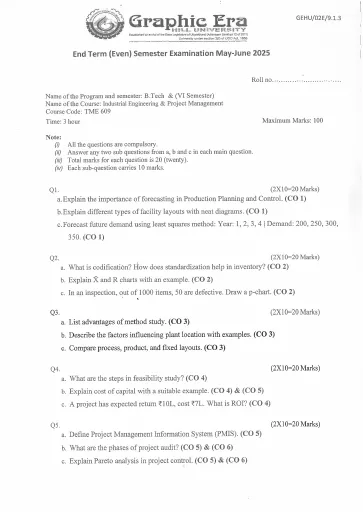 GEHU/02E/9.1.3
Graphic Era
HILL UNIVERSITY
End Term (Even) Semester Examination May-June 2025
Roll no.
Name of the Program and semester: B.Tech & (VI Semester)
Name of the Course: Industrial Engineering & Project Management
Course Code: TME 609
Time: 3 hour Maximum Marks: 100
Note:
(i) All the questions are compulsory.
(ii) Answer any two sub questions from a, b and c in each main question.
(iii) Total marks for each question is 20 (twenty).
(iv) Each sub-question carries 10 marks.
Q1. (2X10=20 Marks)
a. Explain the importance of forecasting in Production Planning and Control. (CO 1)
b. Explain different types of facility layouts with neat diagrams. (CO 1)
c. Forecast future demand using least squares method: Year: 1, 2, 3, 4 | Demand: 200, 250, 300,
350. (CO 1)
Q2. (2X10=20 Marks)
a. What is codification? How does standardization help in inventory? (CO 2)
b. Explain X̄ and R charts with an example. (CO 2)
c. In an inspection, out of 1000 items, 50 are defective. Draw a p-chart. (CO 2)
Q3. (2X10=20 Marks)
a. List advantages of method study. (CO 3)
b. Describe the factors influencing plant location with examples. (CO 3)
c. Compare process, product, and fixed layouts. (CO 3)
Q4. (2X10=20 Marks)
a. What are the steps in feasibility study? (CO 4)
b. Explain cost of capital with a suitable example. (CO 4) & (CO 5)
c. A project has expected return ₹10L, cost ₹7L. What is ROI? (CO 4)
Q5. (2X10=20 Marks)
a. Define Project Management Information System (PMIS). (CO 5)
b. What are the phases of project audit? (CO 5) & (CO 6)
c. Explain Pareto analysis in project control. (CO 5) & (CO 6)